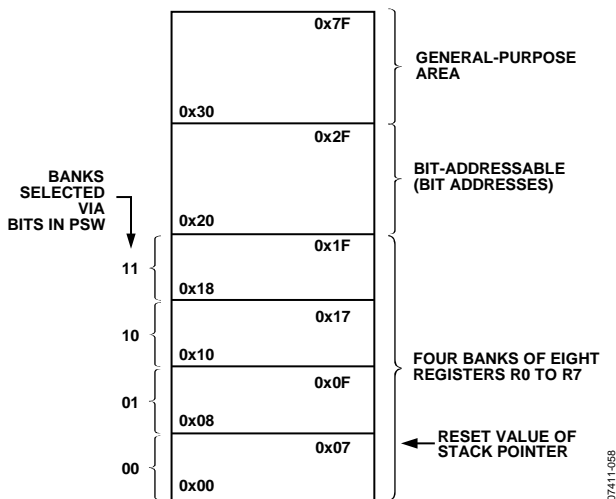 0x7F
GENERAL-PURPOSE
AREA
0x30
0x2F
BANKS
SELECTED
VIA
BITS IN PSW
BIT-ADDRESSABLE
(BIT ADDRESSES)
0x20
0x1F
11
0x18
0x17
10
0x10
FOUR BANKS OF EIGHT
REGISTERS R0 TO R7
0x0F
01
0x08
0x07
RESET VALUE OF
STACK POINTER
00
0x00
07411-058